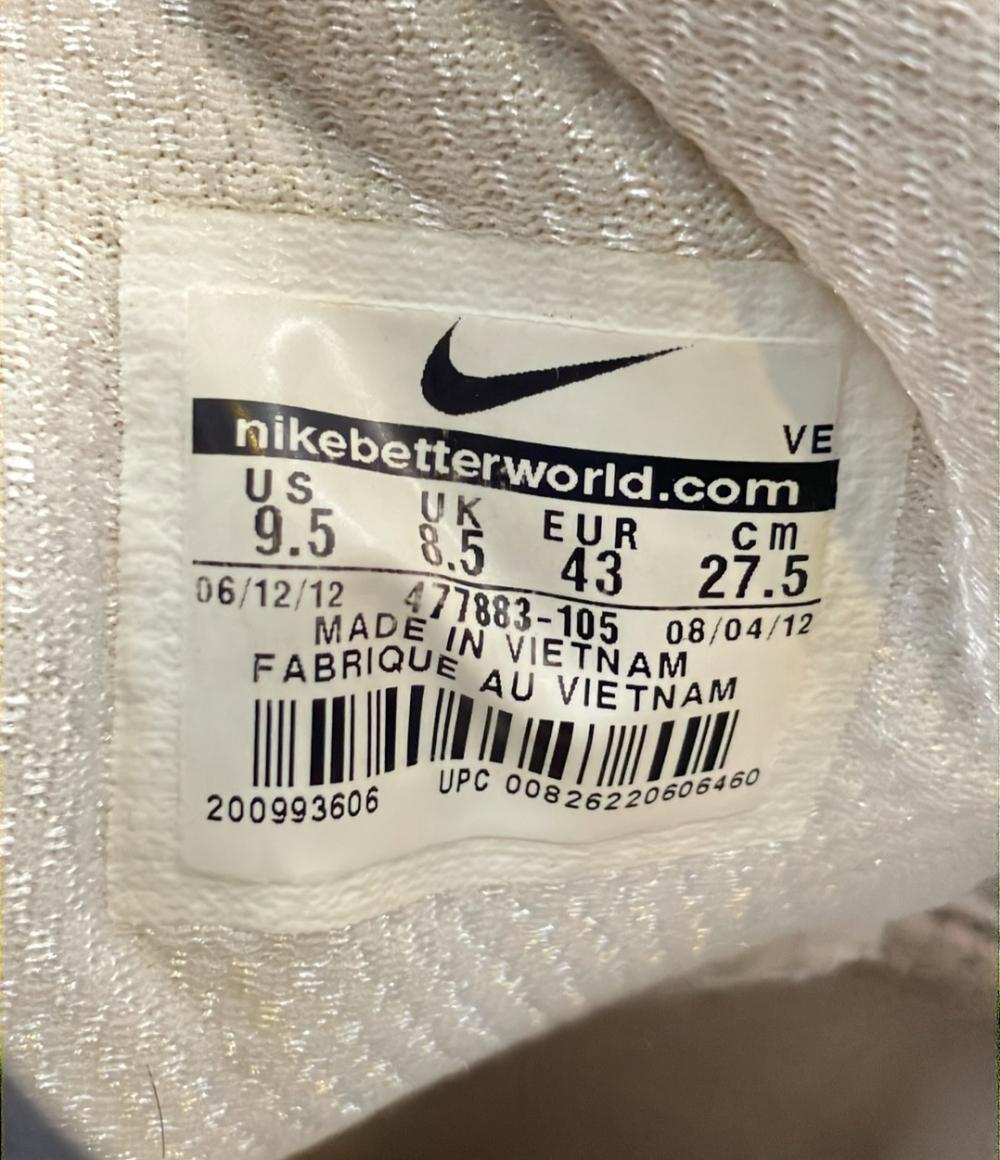 VE
nikebetterworld.com
US UK EUR cm
9.5 8.5 43 27.5
06/12/12 477883-105 08/04/12
MADE IN VIETNAM
FABRIQUE AU VIETNAM
200993606 UPC 00826220606460